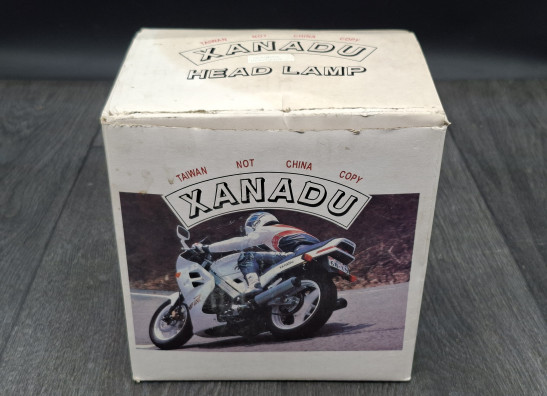 TAIWAN NOT CHINA COPY
XANADU
HEAD LAMP
TAIWAN NOT CHINA COPY
XANADU